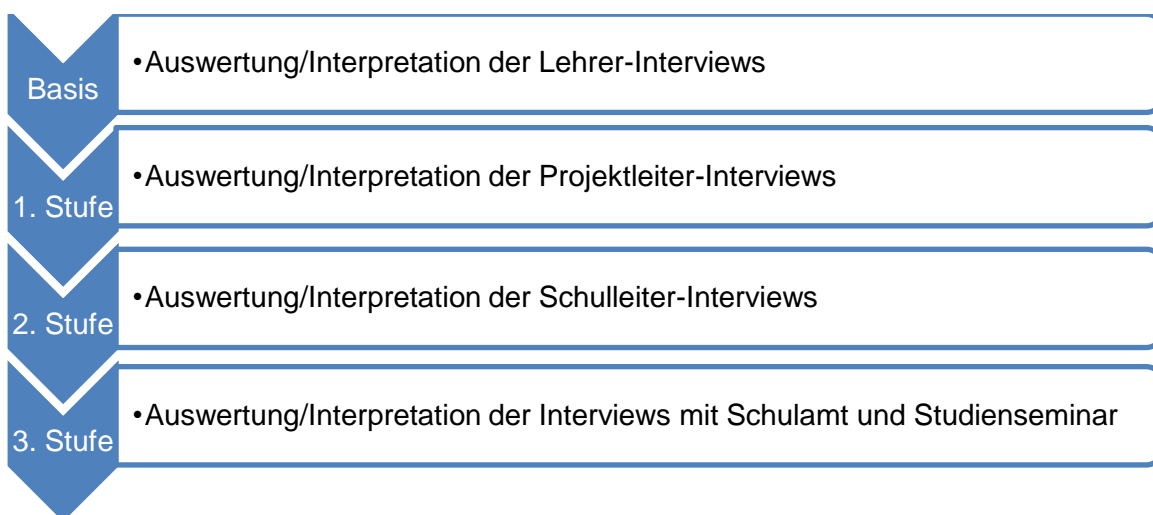 Basis
•Auswertung/Interpretation der Lehrer-Interviews
1. Stufe
•Auswertung/Interpretation der Projektleiter-Interviews
2. Stufe
•Auswertung/Interpretation der Schulleiter-Interviews
3. Stufe
•Auswertung/Interpretation der Interviews mit Schulamt und Studienseminar